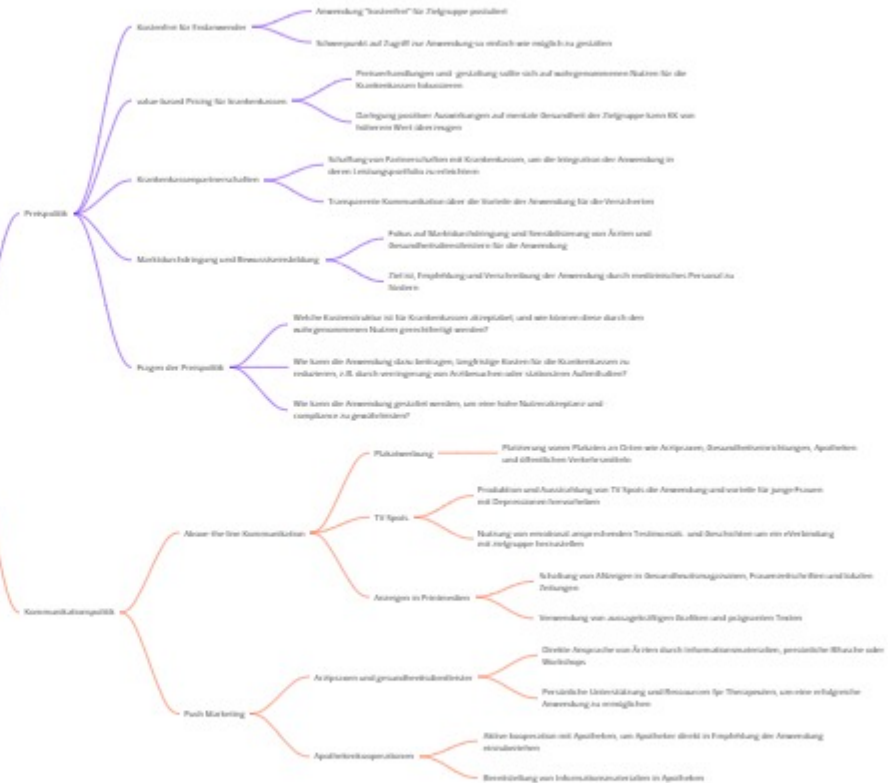 Anwendung "kostenfrei" für Zielgruppe postuliert
Kostenfrei für Endanwender
Schwerpunkt auf Zugriff zur Anwendung so einfach wie möglich zu gestalten
Preisverhandlungen und -gestaltung sollte sich auf wahrgenommenen Nutzen für die
Krankenkassen fokussieren
value-based Pricing für Krankenkassen
Darlegung positiver Auswirkungen auf mentale Gesundheit der Zielgruppe kann KK von
höherem Wert überzeugen
Schaffung von Partnerschaften mit Krankenkassen, um die Integration der Anwendung in
deren Leistungsportfolio zu erleichtern
Krankenkassenpartnerschaften
Transparente Kommunikation über die Vorteile der Anwendung für die Versicherten
Preispolitik
Fokus auf Marktdurchdringung und Sensibilisierung von Ärzten und
Gesundheitsdienstleistern für die Anwendung
Marktdurchdringung und Bewusstseinsbildung
Ziel ist, Empfehlung und Verschreibung der Anwendung durch medizinisches Personal zu
fördern
Welche Kostenstruktur ist für Krankenkassen akzeptabel, und wie können diese durch den
wahrgenommenen Nutzen gerechtfertigt werden?
Fragen der Preispolitik
Wie kann die Anwendung dazu beitragen, langfristige Kosten für die Krankenkassen zu
reduzieren, z.B. durch verringerung von Arztbesuchen oder stationären Aufenthalten?
Wie kann die Anwendung gestaltet werden, um eine hohe Nutzerakzeptanz und
compliance zu gewährleisten?
Plakatwerbung
Platzierung von Plakaten an Orten wie Arztpraxen, Gesundheitseinrichtungen, Apotheken
und öffentlichen Verkehrsmitteln
Produktion und Ausstrahlung von TV Spots die Anwendung und vorteile für junge Frauen
mit Depressionen hervorheben
TV Spots
Above-the-line Kommunikation
Nutzung von emotional ansprechenden Testimonials und Geschichten um eine Verbindung
mit zielgruppe herzustellen
Schaltung von Anzeigen in Gesundheitsmagazinen, Frauenzeitschriften und lokalen
Zeitungen
Anzeigen in Printmedien
Verwendung von aussagekräftigen Grafiken und prägnanten Texten
Kommunikationspolitik
Direkte Ansprache von Ärzten durch Informationsmaterialien, persönliche Besuche oder
Workshops
Arztpraxen und gesundheitsdienstleister
Persönliche Unterstützung und Ressourcen für Therapeuten, um eine erfolgreiche
Anwendung zu ermöglichen
Push Marketing
Aktive kooperation mit Apotheken, um Apotheker direkt in Empfehlung der Anwendung
einzubeziehen
Apothekenkooperationen
Bereitstellung von Informationsmaterialien in Apotheken